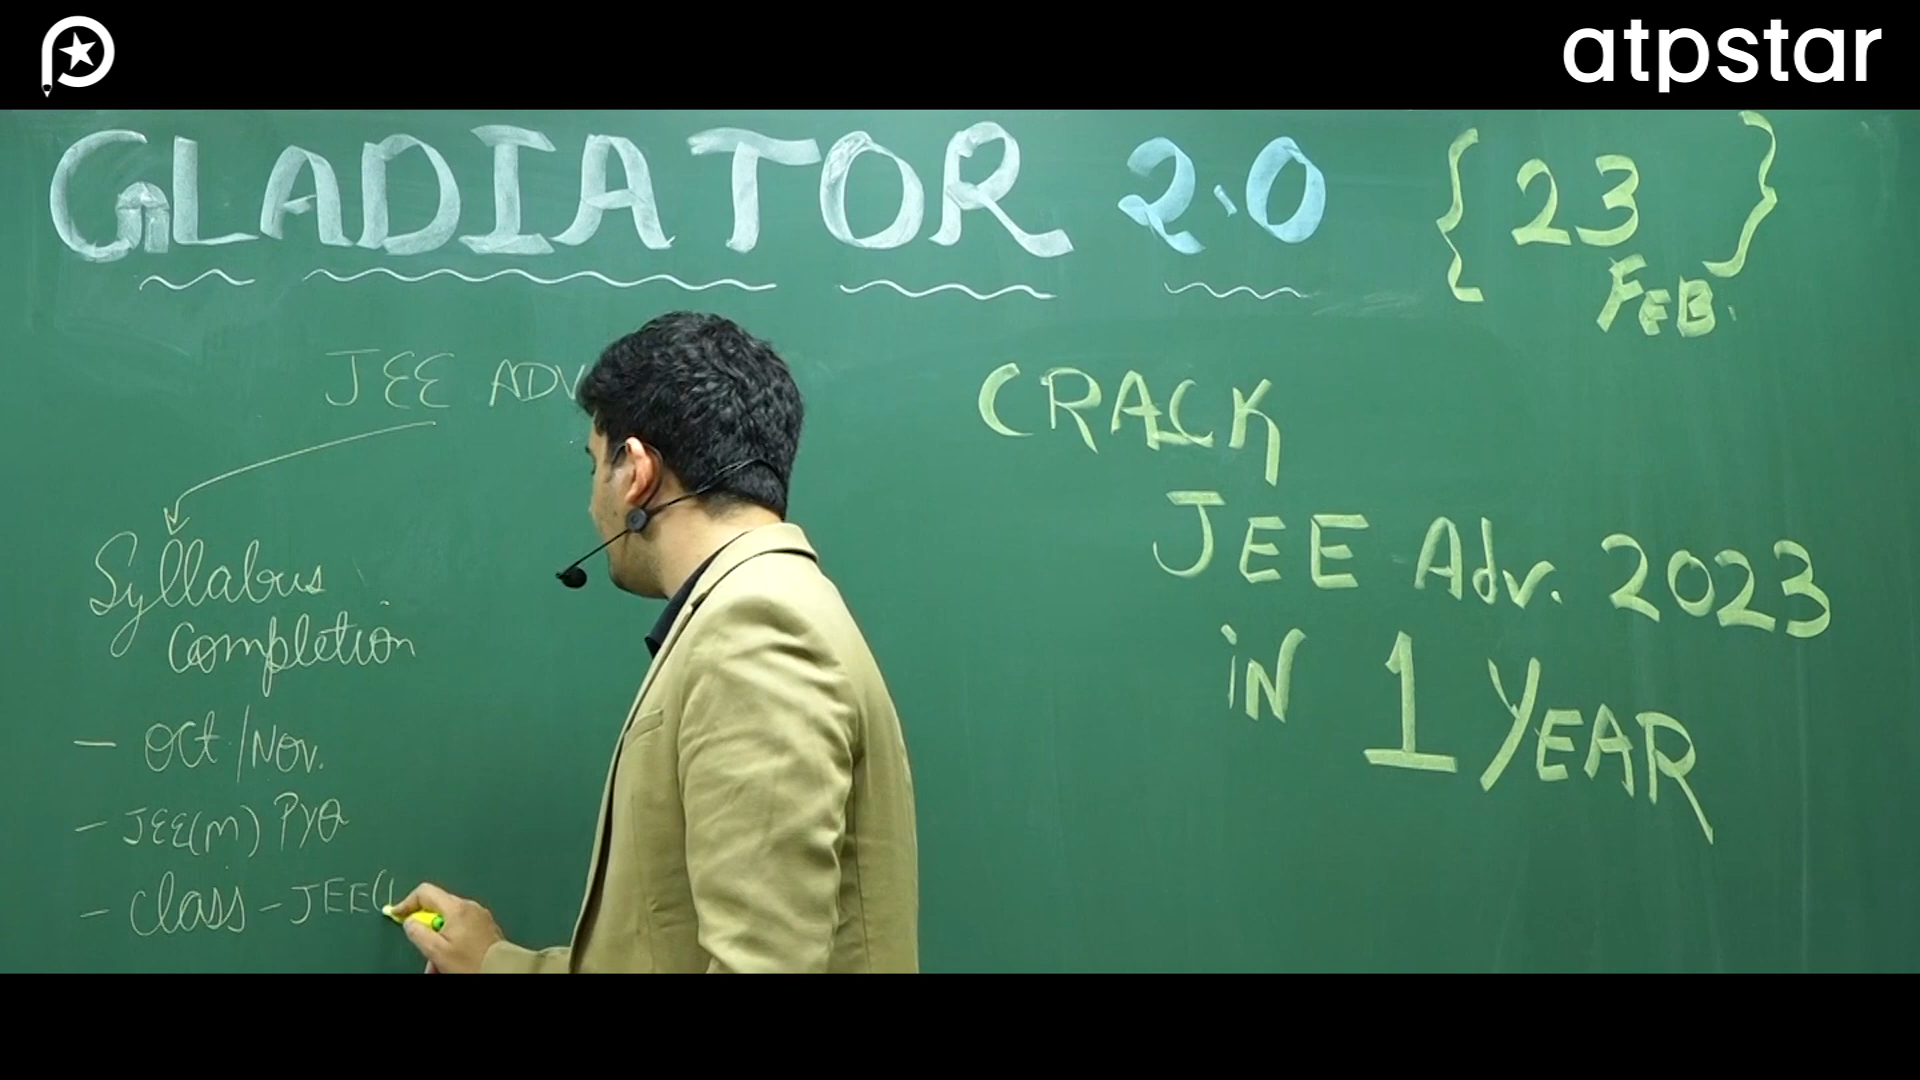 atpstar
GLADIATOR 2.0 { 23 FEB. }
JEE ADV
Syllabus
Completion
- Oct/Nov.
- JEE(M) PYQ
- Class - JEE(
CRACK
JEE Adv. 2023
iN 1 YEAR